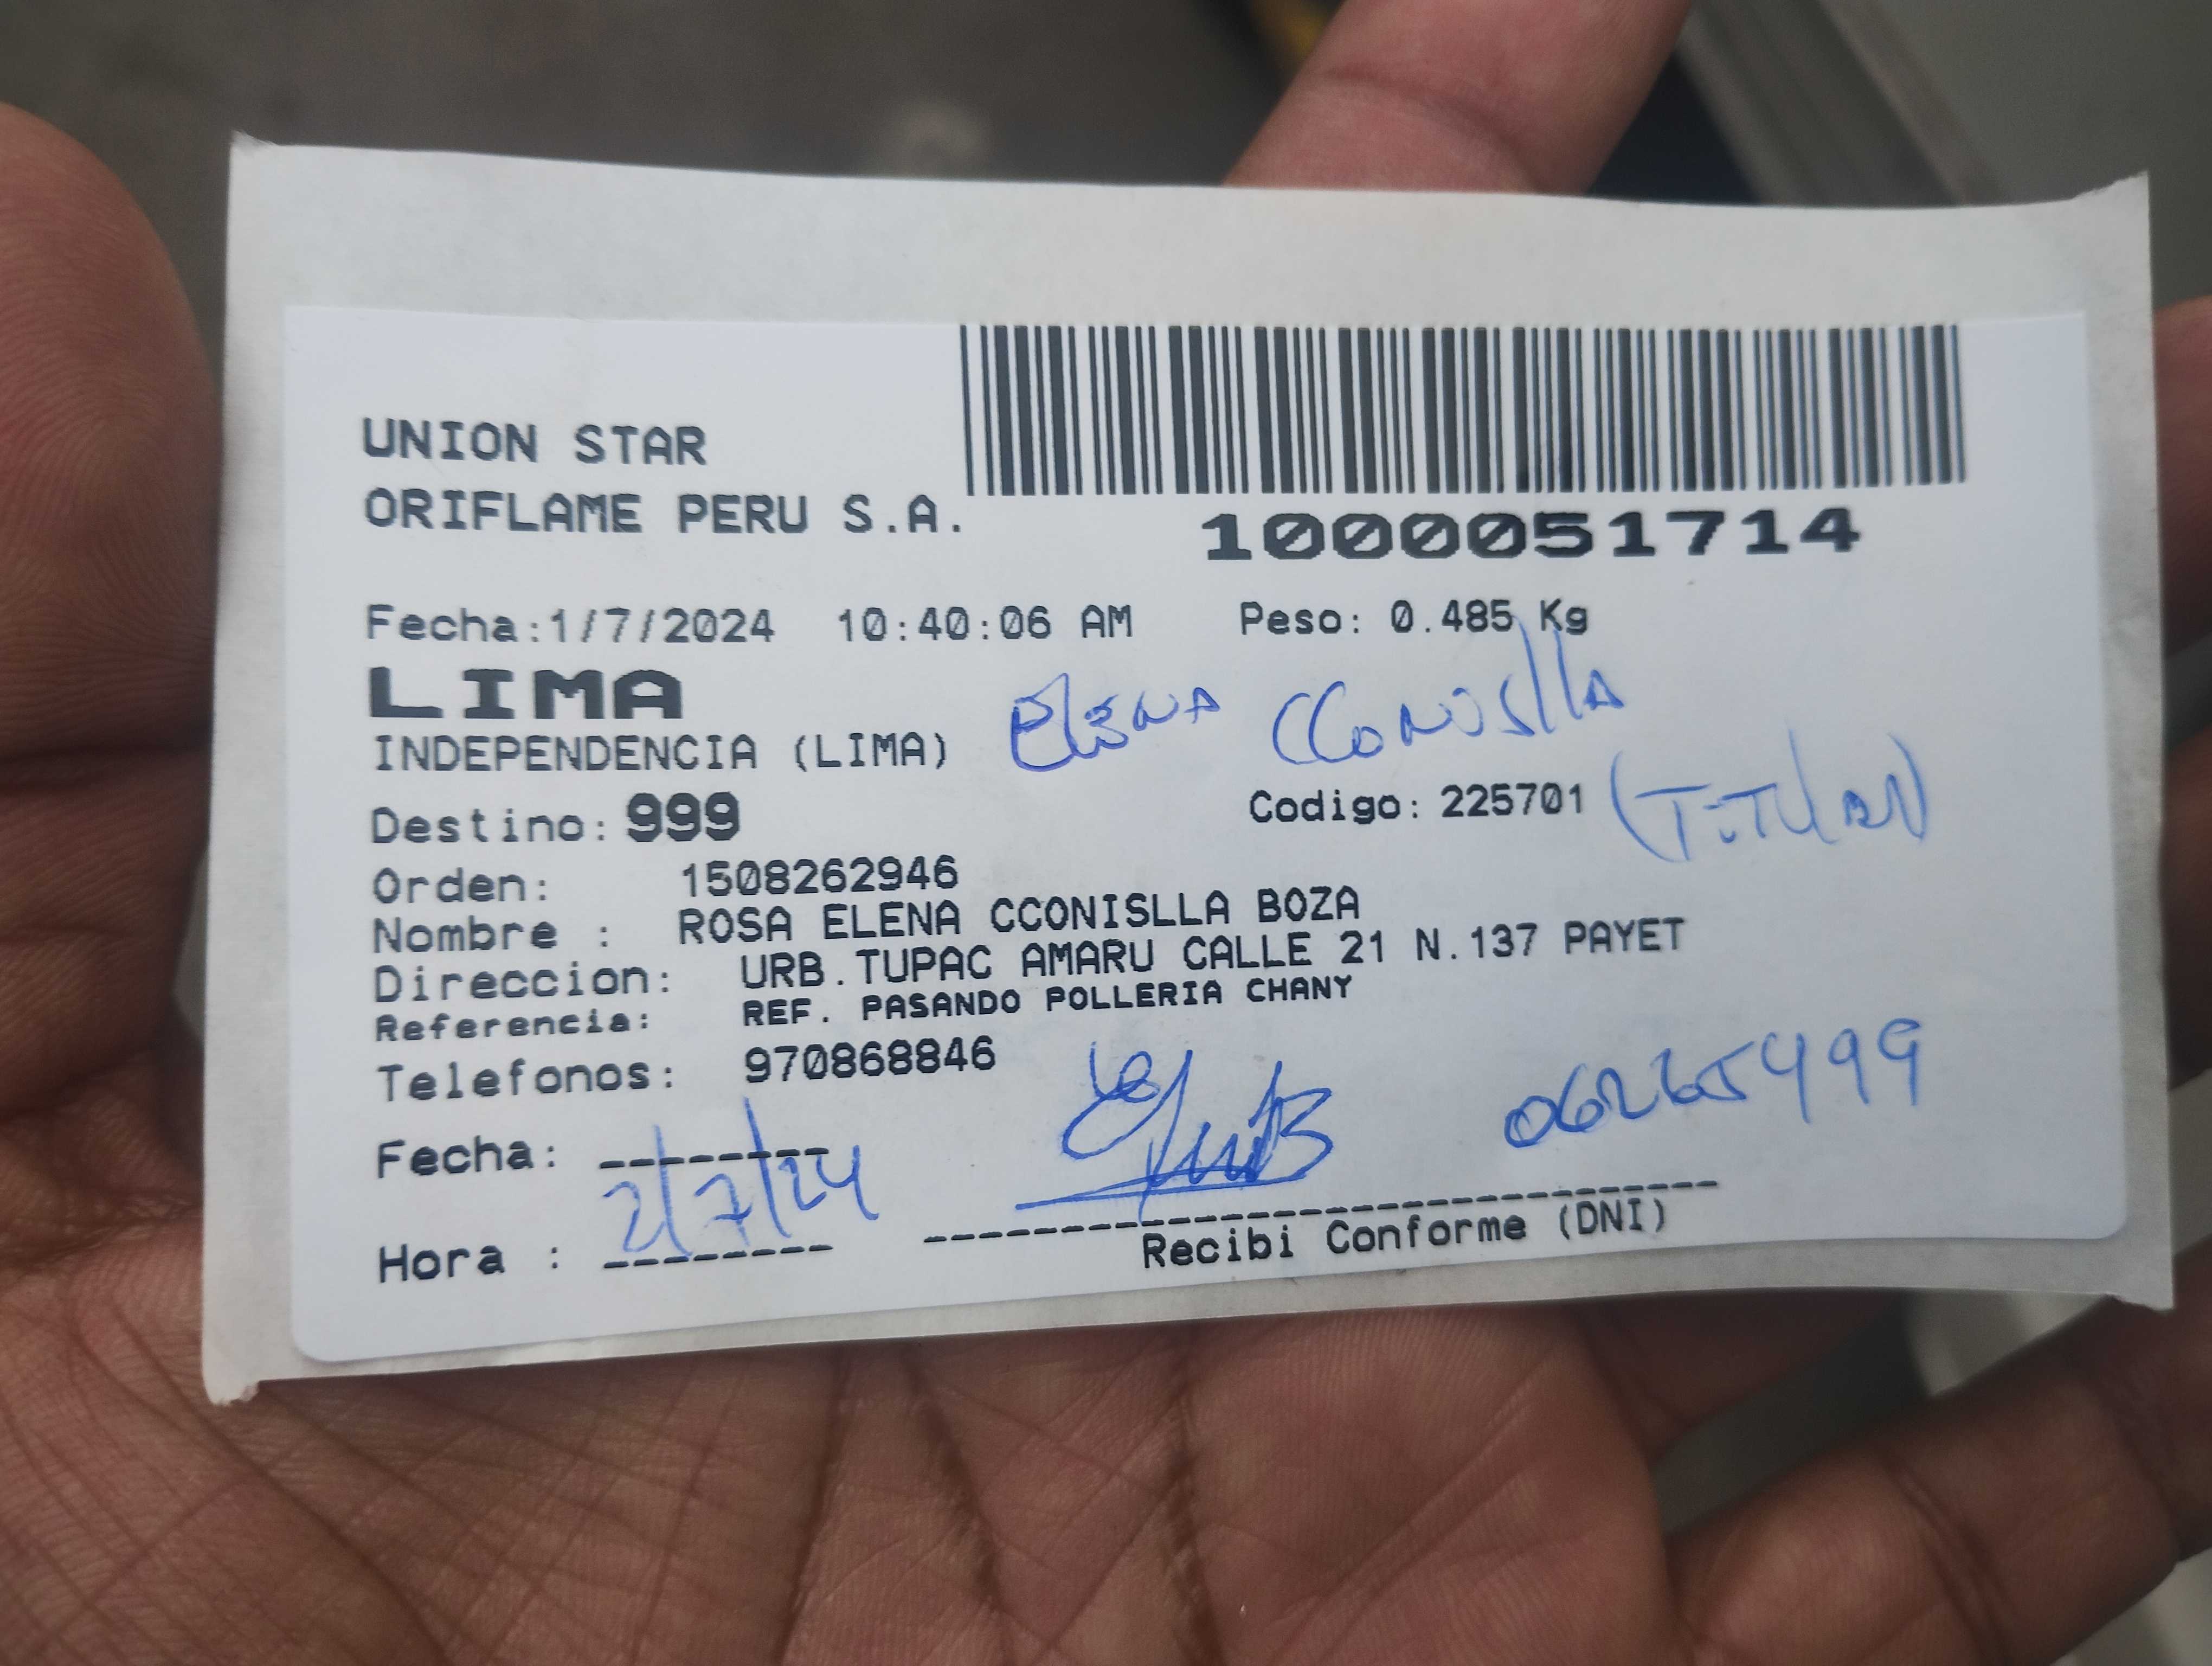 UNION STAR
ORIFLAME PERU S.A.
1000051714
Fecha:1/7/2024 10:40:06 AM Peso: 0.485 Kg
LIMA
Elena CConislla
INDEPENDENCIA (LIMA)
Destino: 999 Codigo: 225701 (Titular)
Orden: 1508262946
Nombre : ROSA ELENA CCONISLLA BOZA
Direccion: URB.TUPAC AMARU CALLE 21 N.137 PAYET
Referencia: REF. PASANDO POLLERIA CHANY
Telefonos: 970868846
06265499
Fecha: --------
2/7/24
Hora : --------
Recibi Conforme (DNI)